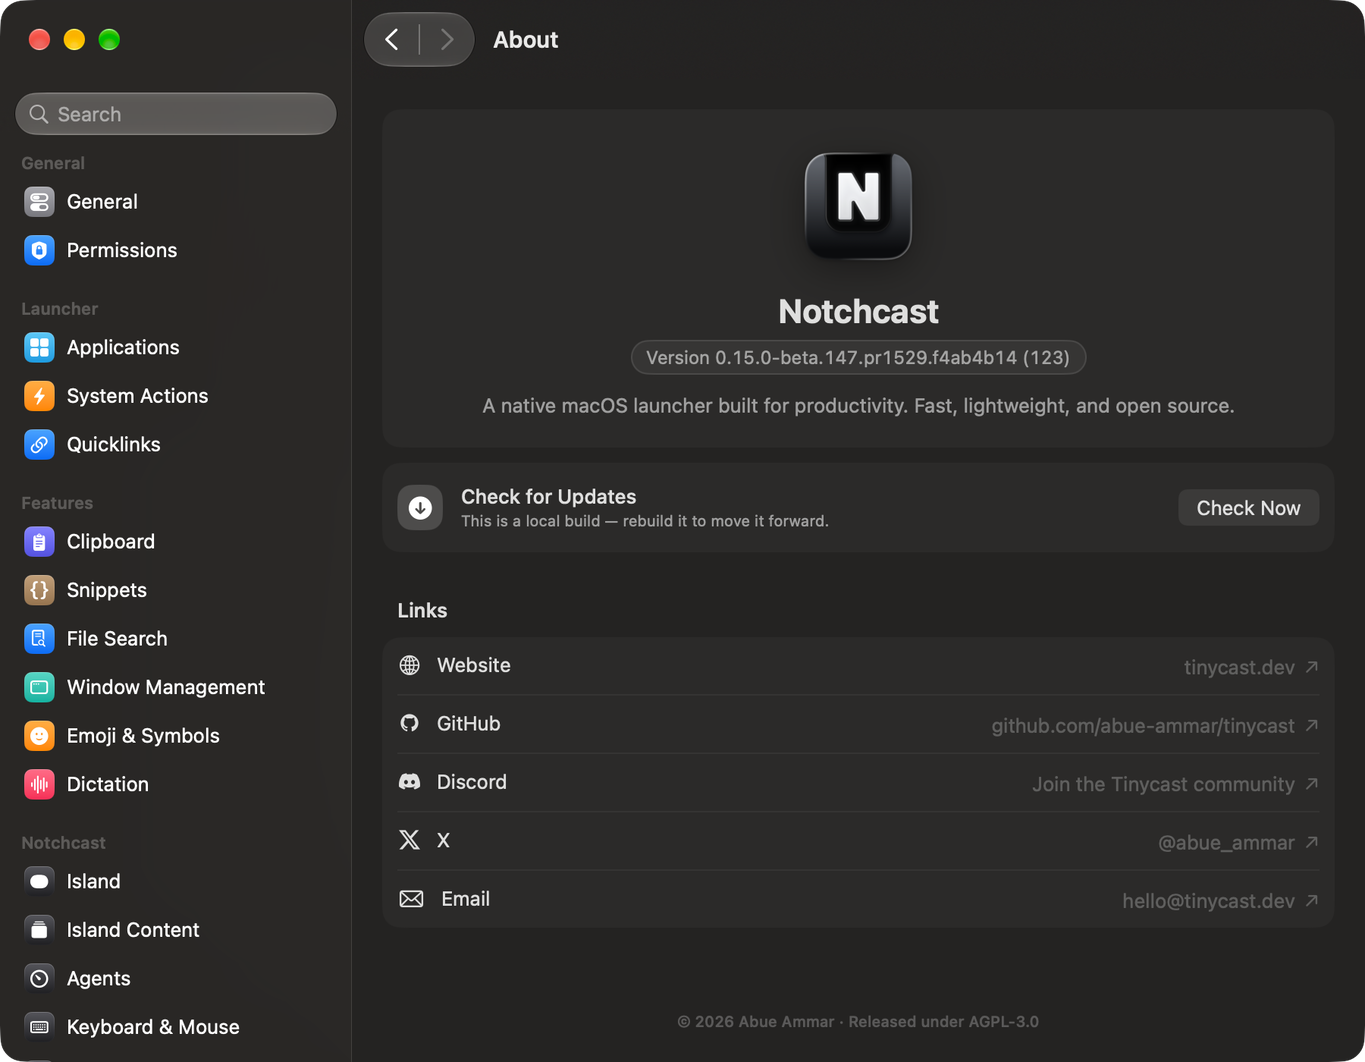 About
Search
General
General
Permissions
Launcher
Applications
System Actions
Quicklinks
Features
Clipboard
Snippets
File Search
Window Management
Emoji & Symbols
Dictation
Notchcast
Island
Island Content
Agents
Keyboard & Mouse
N
Notchcast
Version 0.15.0-beta.147.pr1529.f4ab4b14 (123)
A native macOS launcher built for productivity. Fast, lightweight, and open source.
Check for Updates
This is a local build — rebuild it to move it forward.
Check Now
Links
Website tinycast.dev ↗
GitHub github.com/abue-ammar/tinycast ↗
Discord Join the Tinycast community ↗
X @abue_ammar ↗
Email hello@tinycast.dev ↗
© 2026 Abue Ammar · Released under AGPL-3.0